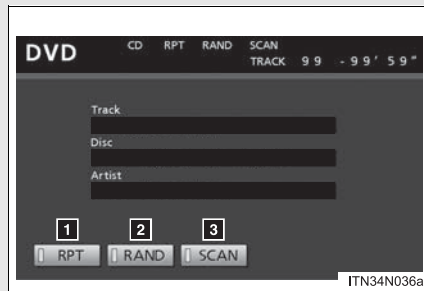 DVD CD RPT RAND SCAN
TRACK 99 -99′59″
Track
Disc
Artist
1 2 3
RPT RAND SCAN
ITN34N036a